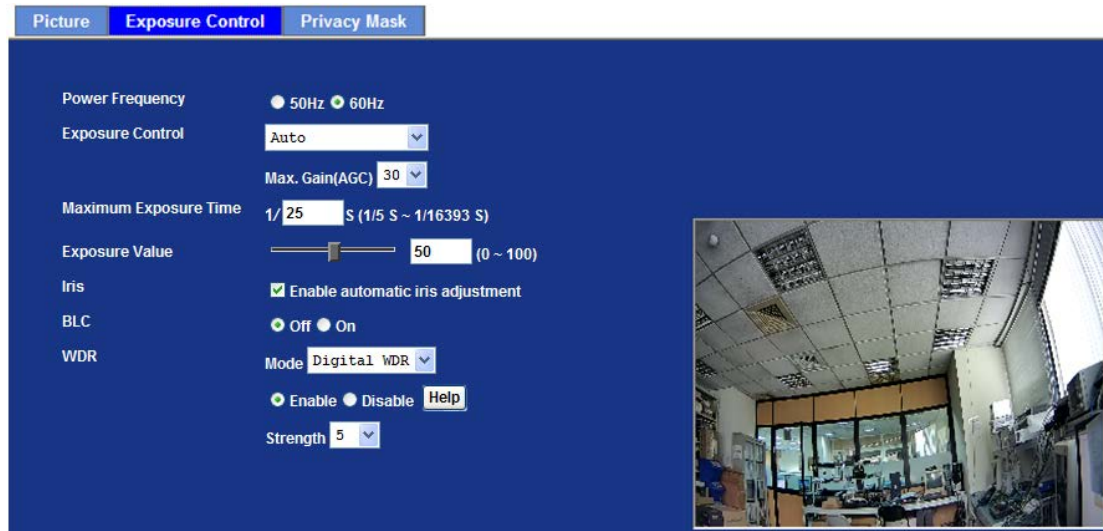 Picture Exposure Control Privacy Mask
Power Frequency 50Hz 60Hz
Exposure Control Auto
Max. Gain(AGC) 30
Maximum Exposure Time 1/ 25 S (1/5 S ~ 1/16393 S)
Exposure Value 50 (0 ~ 100)
Iris Enable automatic iris adjustment
BLC Off On
WDR Mode Digital WDR
Enable Disable Help
Strength 5